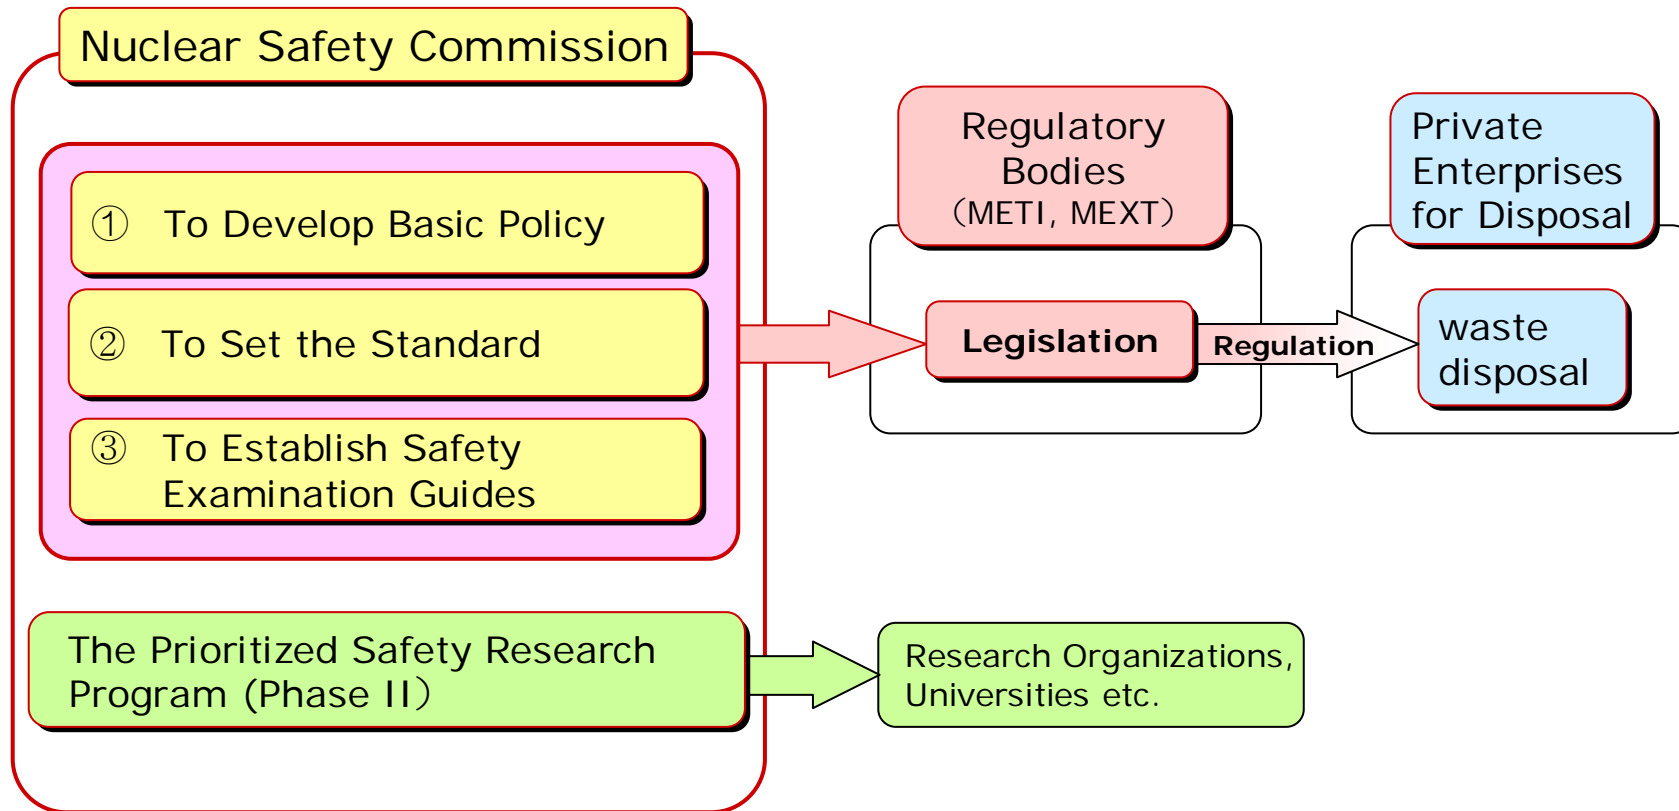 Nuclear Safety Commission
① To Develop Basic Policy
② To Set the Standard
③ To Establish Safety
Examination Guides
The Prioritized Safety Research
Program (Phase II）
Regulatory
Bodies
（METI, MEXT）
Legislation
Regulation
Private
Enterprises
for Disposal
waste
disposal
Research Organizations,
Universities etc.